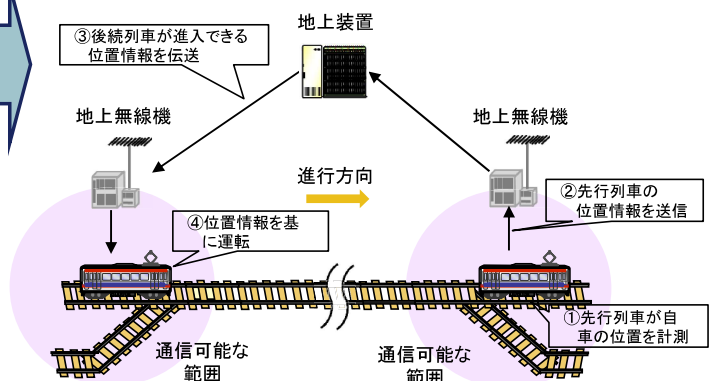 地上装置
③後続列車が進入できる
位置情報を伝送
地上無線機
地上無線機
進行方向
②先行列車の
位置情報を送信
④位置情報を基
に運転
①先行列車が自
車の位置を計測
通信可能な
範囲
通信可能な
範囲